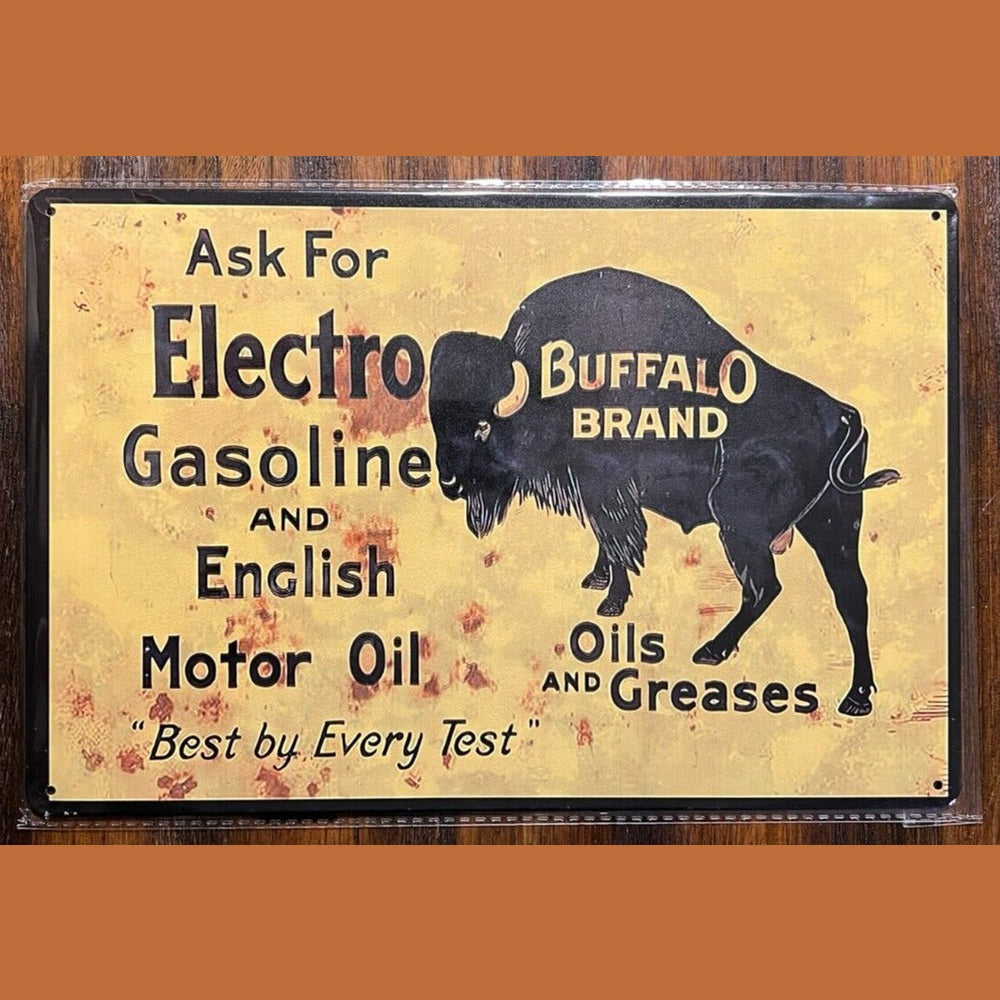 Ask For
Electro
Gasoline
AND
English
Motor Oil
"Best by Every Test"
BUFFALO
BRAND
Oils
AND Greases